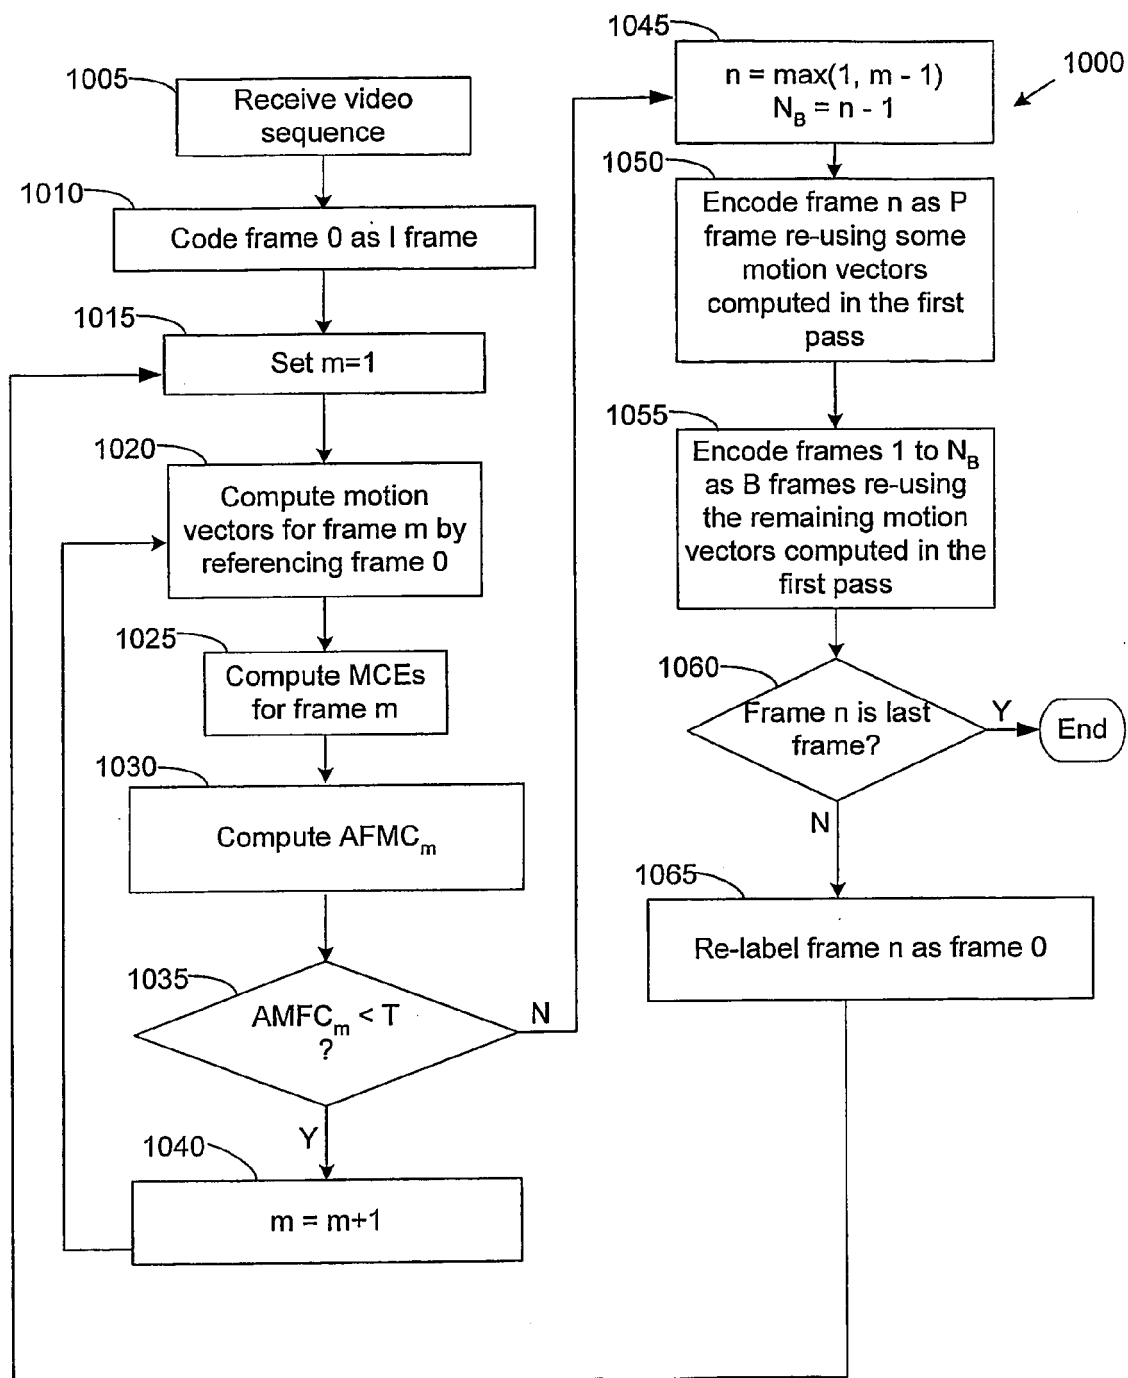 1005
Receive video
sequence
1010
Code frame 0 as I frame
1015
Set m=1
1020
Compute motion
vectors for frame m by
referencing frame 0
1025
Compute MCEs
for frame m
1030
Compute AFMCm
1035
AMFCm < T
?
N
Y
1040
m = m+1
1045
n = max(1, m - 1)
NB = n - 1
1000
1050
Encode frame n as P
frame re-using some
motion vectors
computed in the first
pass
1055
Encode frames 1 to NB
as B frames re-using
the remaining motion
vectors computed in the
first pass
1060
Frame n is last
frame?
Y
End
N
1065
Re-label frame n as frame 0